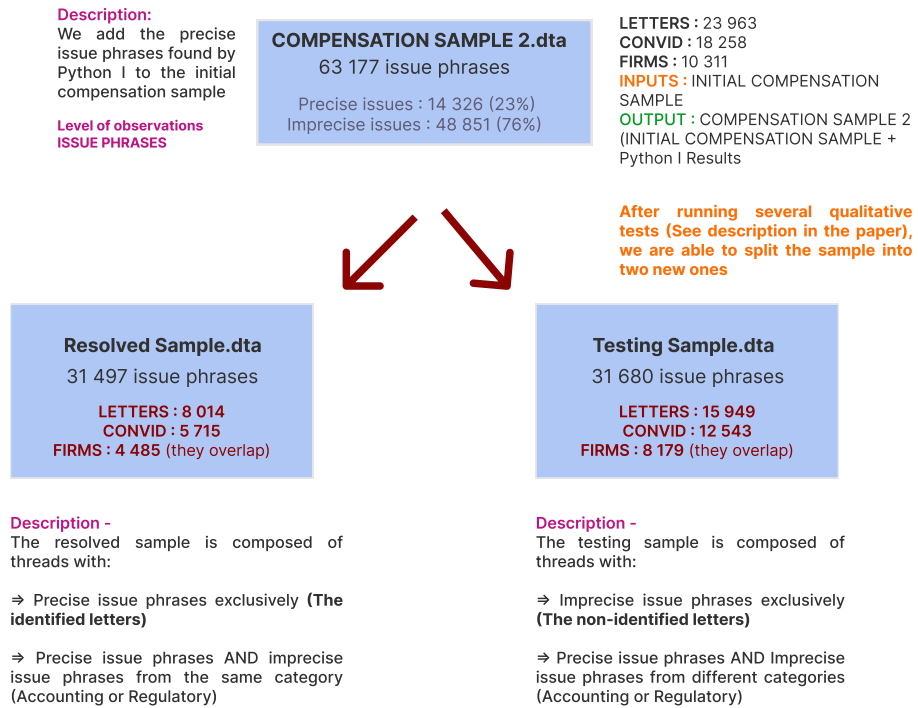 Description:
We add the precise
issue phrases found by
Python I to the initial
compensation sample
Level of observations
ISSUE PHRASES
COMPENSATION SAMPLE 2.dta
63 177 issue phrases
Precise issues : 14 326 (23%)
Imprecise issues : 48 851 (76%)
LETTERS : 23 963
CONVID : 18 258
FIRMS : 10 311
INPUTS : INITIAL COMPENSATION
SAMPLE
OUTPUT : COMPENSATION SAMPLE 2
(INITIAL COMPENSATION SAMPLE +
Python I Results
After running several qualitative
tests (See description in the paper),
we are able to split the sample into
two new ones
Resolved Sample.dta
31 497 issue phrases
LETTERS : 8 014
CONVID : 5 715
FIRMS : 4 485 (they overlap)
Testing Sample.dta
31 680 issue phrases
LETTERS : 15 949
CONVID : 12 543
FIRMS : 8 179 (they overlap)
Description -
The resolved sample is composed of
threads with:
⇒ Precise issue phrases exclusively (The
identified letters)
⇒ Precise issue phrases AND imprecise
issue phrases from the same category
(Accounting or Regulatory)
Description -
The testing sample is composed of
threads with:
⇒ Imprecise issue phrases exclusively
(The non-identified letters)
⇒ Precise issue phrases AND Imprecise
issue phrases from different categories
(Accounting or Regulatory)